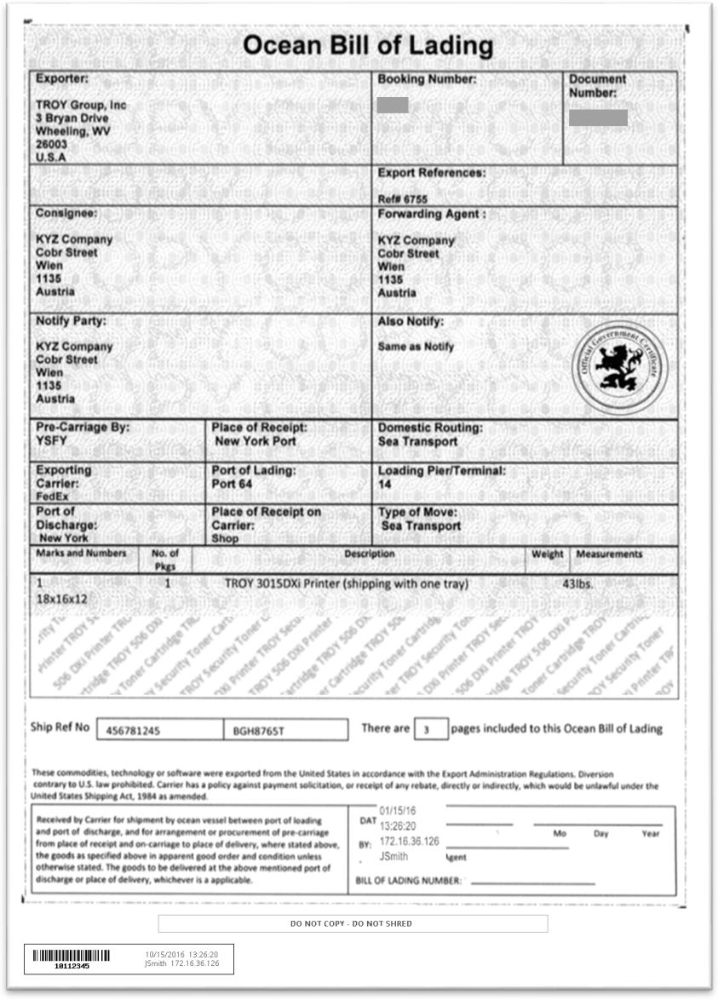 Ocean Bill of Lading
Exporter:
TROY Group, Inc
3 Bryan Drive
Wheeling, WV
26003
U.S.A
Booking Number:
Document
Number:
Export References:
Ref# 6755
Consignee:
KYZ Company
Cobr Street
Wien
1135
Austria
Forwarding Agent :
KYZ Company
Cobr Street
Wien
1135
Austria
Notify Party:
KYZ Company
Cobr Street
Wien
1135
Austria
Also Notify:
Same as Notify
Official Government Certificate
Pre-Carriage By:
YSFY
Place of Receipt:
New York Port
Domestic Routing:
Sea Transport
Exporting
Carrier:
FedEx
Port of Lading:
Port 64
Loading Pier/Terminal:
14
Port of
Discharge:
New York
Place of Receipt on
Carrier:
Shop
Type of Move:
Sea Transport
Marks and Numbers No. of Pkgs Description Weight Measurements
1 1 TROY 3015DXi Printer (shipping with one tray) 43lbs.
18x16x12
TROY 506 DXi Printer TROY Security Toner Cartridge
Ship Ref No 456781245 BGH8765T There are 3 pages included to this Ocean Bill of Lading
These commodities, technology or software were exported from the United States in accordance with the Export Administration Regulations. Diversion
contrary to U.S. law prohibited. Carrier has a policy against payment solicitation, or receipt of any rebate, directly or indirectly, which would be unlawful under the
United States Shipping Act, 1984 as amended.
Received by Carrier for shipment by ocean vessel between port of loading
and port of discharge, and for arrangement or procurement of pre-carriage
from place of receipt and on-carriage to place of delivery, where stated above,
the goods as specified above in apparent good order and condition unless
otherwise stated. The goods to be delivered at the above mentioned port of
discharge or place of delivery, whichever is a applicable.
01/15/16
DAT 13:26:20
Mo Day Year
BY: 172.16.36.126
JSmith Agent
BILL OF LADING NUMBER:
DO NOT COPY - DO NOT SHRED
10112345
10/15/2016 13:26:20
JSmith 172.16.36.126